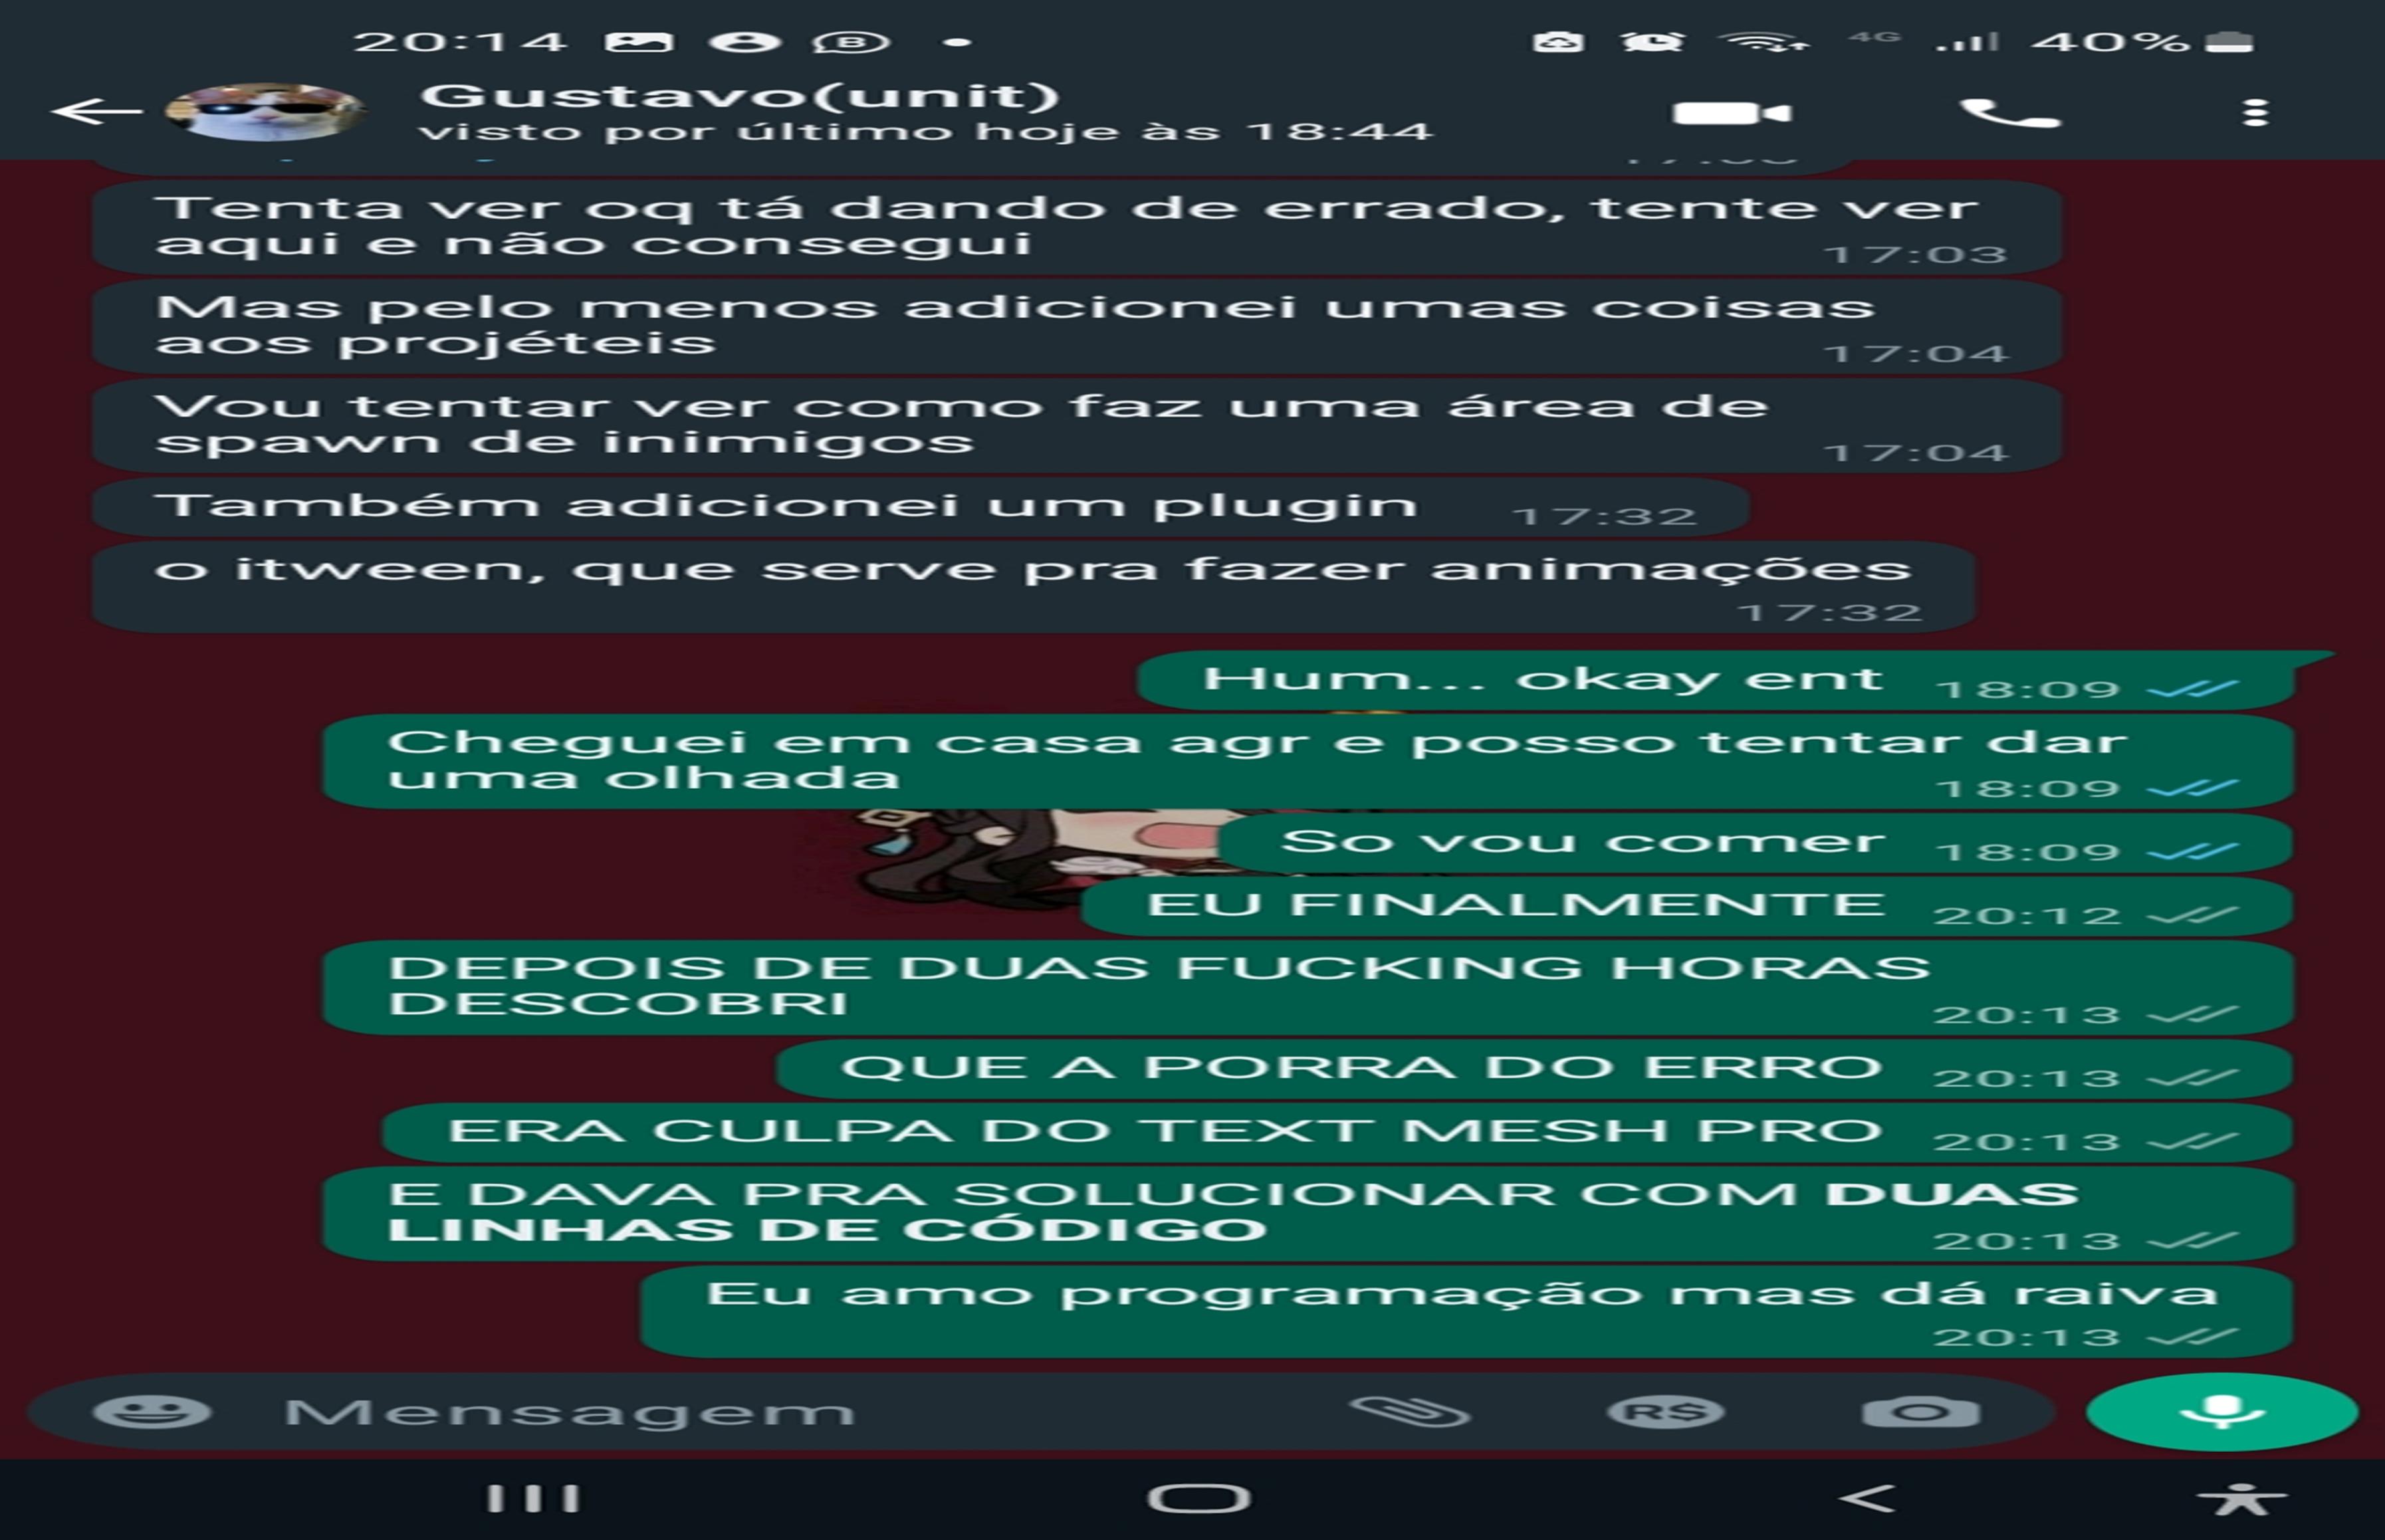 20:14 B 4G 40%
Gustavo(unit)
visto por último hoje às 18:44
Tenta ver oq tá dando de errado, tente ver
aqui e não consegui
17:03
Mas pelo menos adicionei umas coisas
aos projéteis
17:04
Vou tentar ver como faz uma área de
spawn de inimigos
17:04
Também adicionei um plugin 17:32
o itween, que serve pra fazer animações
17:32
Hum... okay ent 18:09
Cheguei em casa agr e posso tentar dar
uma olhada
18:09
So vou comer 18:09
EU FINALMENTE 20:12
DEPOIS DE DUAS FUCKING HORAS
DESCOBRI
20:13
QUE A PORRA DO ERRO 20:13
ERA CULPA DO TEXT MESH PRO 20:13
E DAVA PRA SOLUCIONAR COM DUAS
LINHAS DE CÓDIGO
20:13
Eu amo programação mas dá raiva
20:13
Mensagem R$